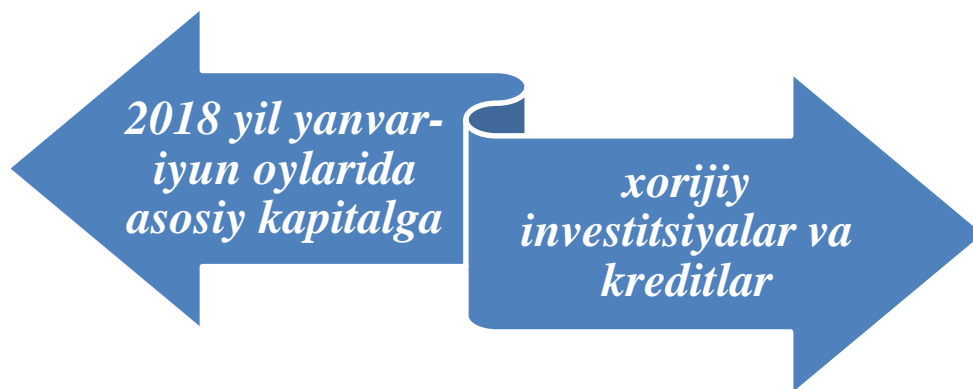 2018 yil yanvar-
iyun oylarida
asosiy kapitalga
xorijiy
investitsiyalar va
kreditlar